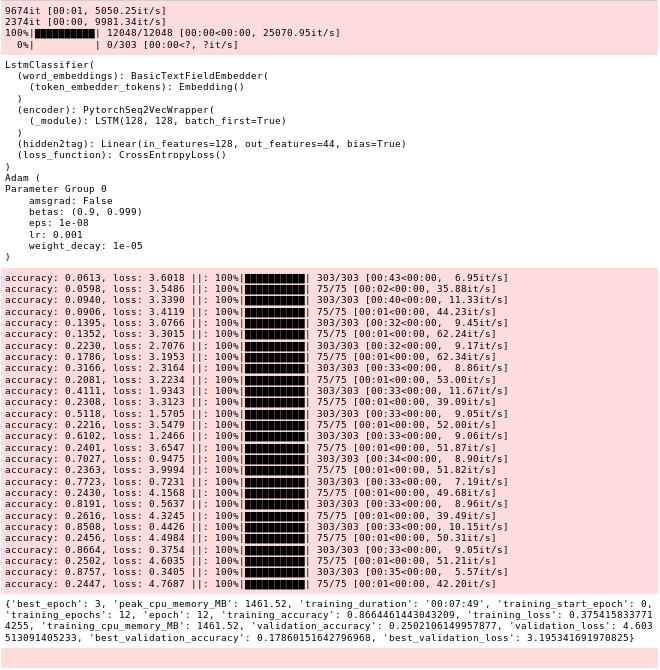 9674it [00:01, 5050.25it/s]
2374it [00:00, 9981.34it/s]
100%|██████████| 12048/12048 [00:00<00:00, 25070.95it/s]
0%|          | 0/303 [00:00<?, ?it/s]
LstmClassifier(
(word_embeddings): BasicTextFieldEmbedder(
(token_embedder_tokens): Embedding()
)
(encoder): PytorchSeq2VecWrapper(
(_module): LSTM(128, 128, batch_first=True)
)
(hidden2tag): Linear(in_features=128, out_features=44, bias=True)
(loss_function): CrossEntropyLoss()
)
Adam (
Parameter Group 0
amsgrad: False
betas: (0.9, 0.999)
eps: 1e-08
lr: 0.001
weight_decay: 1e-05
)
accuracy: 0.0613, loss: 3.6018 ||: 100%|██████████| 303/303 [00:43<00:00,  6.95it/s]
accuracy: 0.0598, loss: 3.5486 ||: 100%|██████████| 75/75 [00:02<00:00, 35.88it/s]
accuracy: 0.0940, loss: 3.3390 ||: 100%|██████████| 303/303 [00:40<00:00, 11.33it/s]
accuracy: 0.0906, loss: 3.4119 ||: 100%|██████████| 75/75 [00:01<00:00, 44.23it/s]
accuracy: 0.1395, loss: 3.0766 ||: 100%|██████████| 303/303 [00:32<00:00,  9.45it/s]
accuracy: 0.1352, loss: 3.3015 ||: 100%|██████████| 75/75 [00:01<00:00, 62.24it/s]
accuracy: 0.2230, loss: 2.7076 ||: 100%|██████████| 303/303 [00:32<00:00,  9.17it/s]
accuracy: 0.1786, loss: 3.1953 ||: 100%|██████████| 75/75 [00:01<00:00, 62.34it/s]
accuracy: 0.3166, loss: 2.3164 ||: 100%|██████████| 303/303 [00:33<00:00,  8.86it/s]
accuracy: 0.2081, loss: 3.2234 ||: 100%|██████████| 75/75 [00:01<00:00, 53.00it/s]
accuracy: 0.4111, loss: 1.9343 ||: 100%|██████████| 303/303 [00:33<00:00, 11.67it/s]
accuracy: 0.2308, loss: 3.3123 ||: 100%|██████████| 75/75 [00:01<00:00, 39.09it/s]
accuracy: 0.5118, loss: 1.5705 ||: 100%|██████████| 303/303 [00:33<00:00,  9.05it/s]
accuracy: 0.2216, loss: 3.5479 ||: 100%|██████████| 75/75 [00:01<00:00, 52.00it/s]
accuracy: 0.6102, loss: 1.2466 ||: 100%|██████████| 303/303 [00:33<00:00,  9.06it/s]
accuracy: 0.2401, loss: 3.6547 ||: 100%|██████████| 75/75 [00:01<00:00, 51.87it/s]
accuracy: 0.7027, loss: 0.9475 ||: 100%|██████████| 303/303 [00:34<00:00,  8.90it/s]
accuracy: 0.2363, loss: 3.9994 ||: 100%|██████████| 75/75 [00:01<00:00, 51.82it/s]
accuracy: 0.7723, loss: 0.7231 ||: 100%|██████████| 303/303 [00:33<00:00,  7.19it/s]
accuracy: 0.2430, loss: 4.1568 ||: 100%|██████████| 75/75 [00:01<00:00, 49.68it/s]
accuracy: 0.8191, loss: 0.5637 ||: 100%|██████████| 303/303 [00:33<00:00,  8.96it/s]
accuracy: 0.2616, loss: 4.3245 ||: 100%|██████████| 75/75 [00:01<00:00, 39.49it/s]
accuracy: 0.8508, loss: 0.4426 ||: 100%|██████████| 303/303 [00:33<00:00, 10.15it/s]
accuracy: 0.2456, loss: 4.4984 ||: 100%|██████████| 75/75 [00:01<00:00, 50.31it/s]
accuracy: 0.8664, loss: 0.3754 ||: 100%|██████████| 303/303 [00:33<00:00,  9.05it/s]
accuracy: 0.2502, loss: 4.6035 ||: 100%|██████████| 75/75 [00:01<00:00, 51.21it/s]
accuracy: 0.8757, loss: 0.3405 ||: 100%|██████████| 303/303 [00:35<00:00,  5.57it/s]
accuracy: 0.2447, loss: 4.7687 ||: 100%|██████████| 75/75 [00:01<00:00, 42.20it/s]
{'best_epoch': 3, 'peak_cpu_memory_MB': 1461.52, 'training_duration': '00:07:49', 'training_start_epoch': 0,
'training_epochs': 12, 'epoch': 12, 'training_accuracy': 0.8664461443043209, 'training_loss': 0.375415833771
4255, 'training_cpu_memory_MB': 1461.52, 'validation_accuracy': 0.2502106149957877, 'validation_loss': 4.603
513091405233, 'best_validation_accuracy': 0.17860151642796968, 'best_validation_loss': 3.195341691970825}